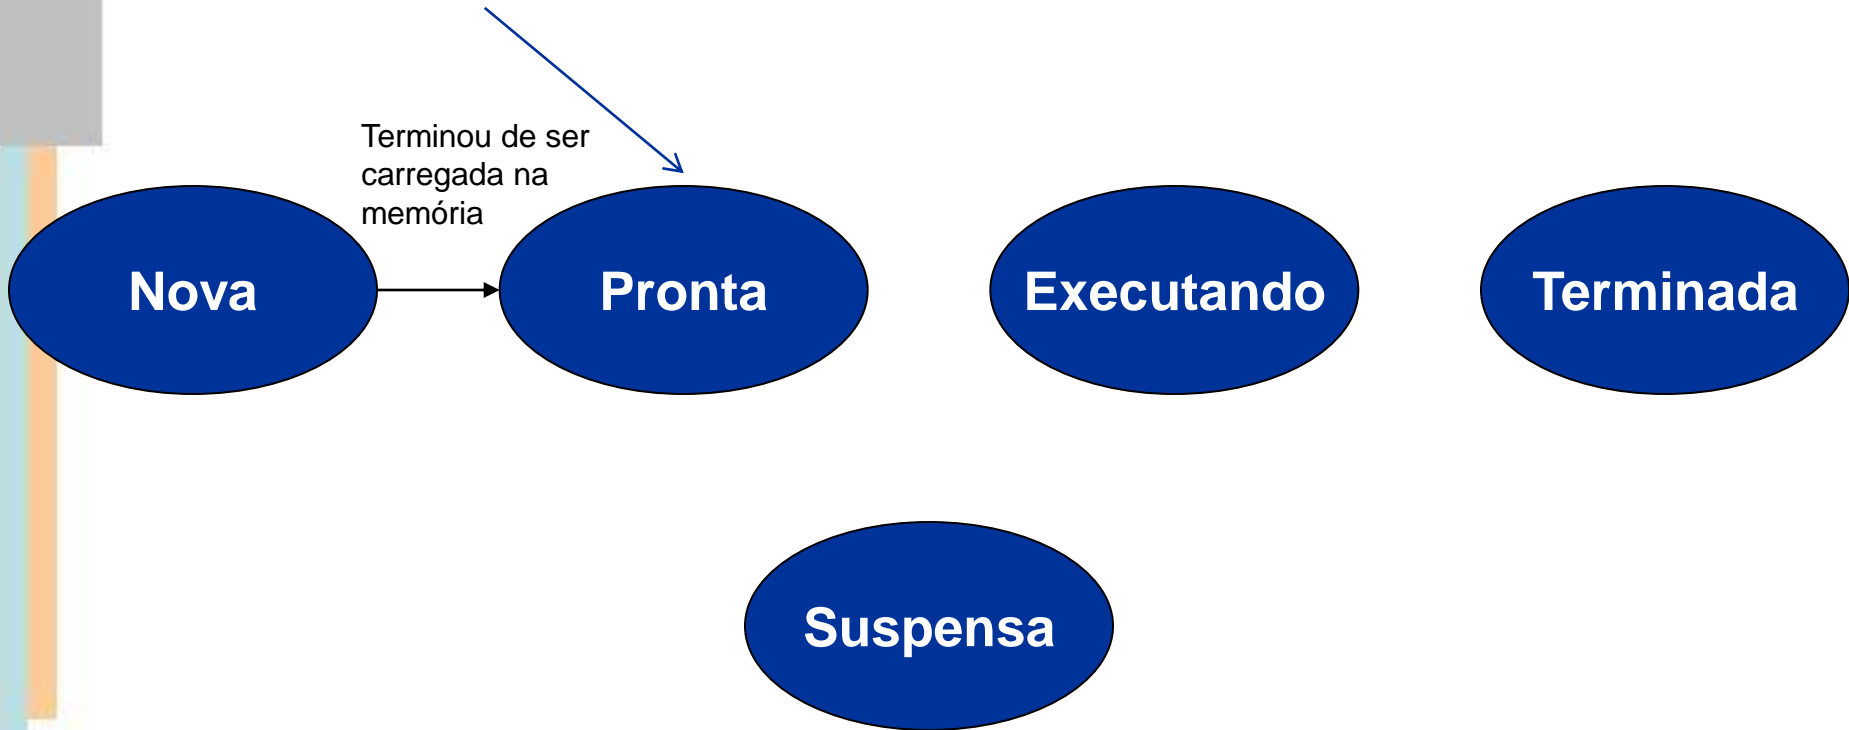 Terminou de ser
carregada na
memória
Nova
Pronta
Executando
Terminada
Suspensa